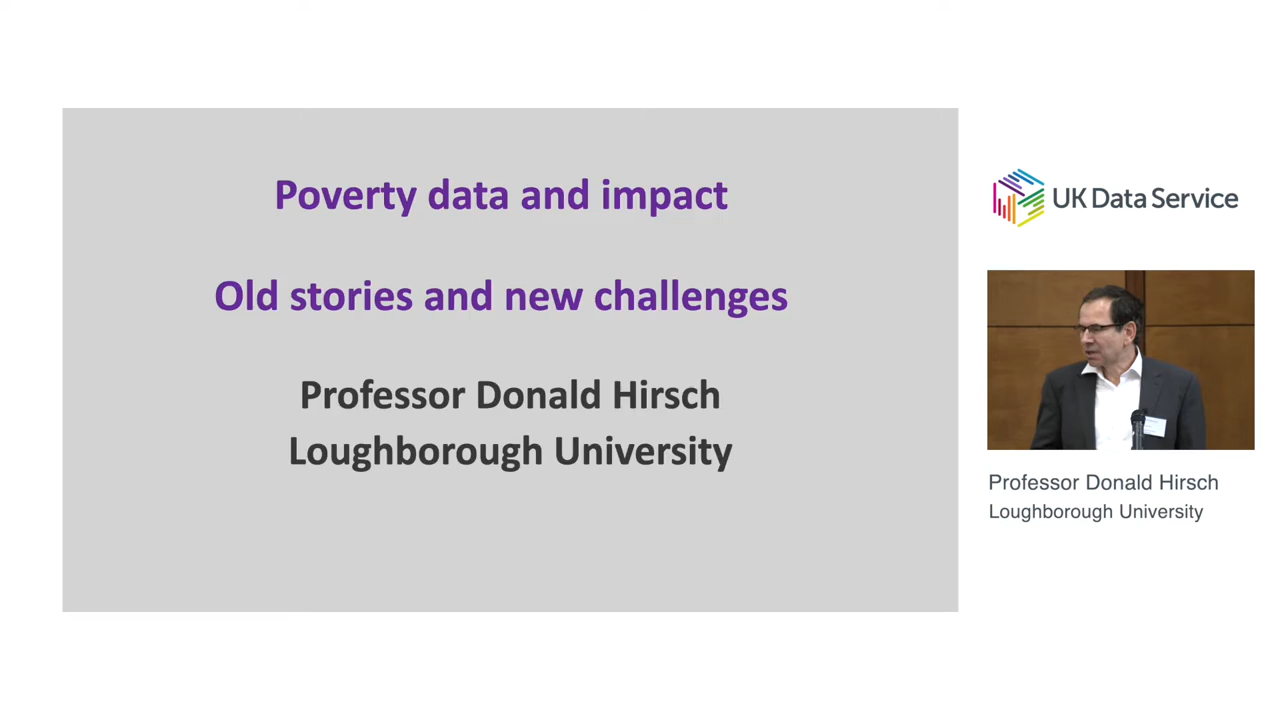 Poverty data and impact
Old stories and new challenges
Professor Donald Hirsch
Loughborough University
UK Data Service
Professor Donald Hirsch
Loughborough University